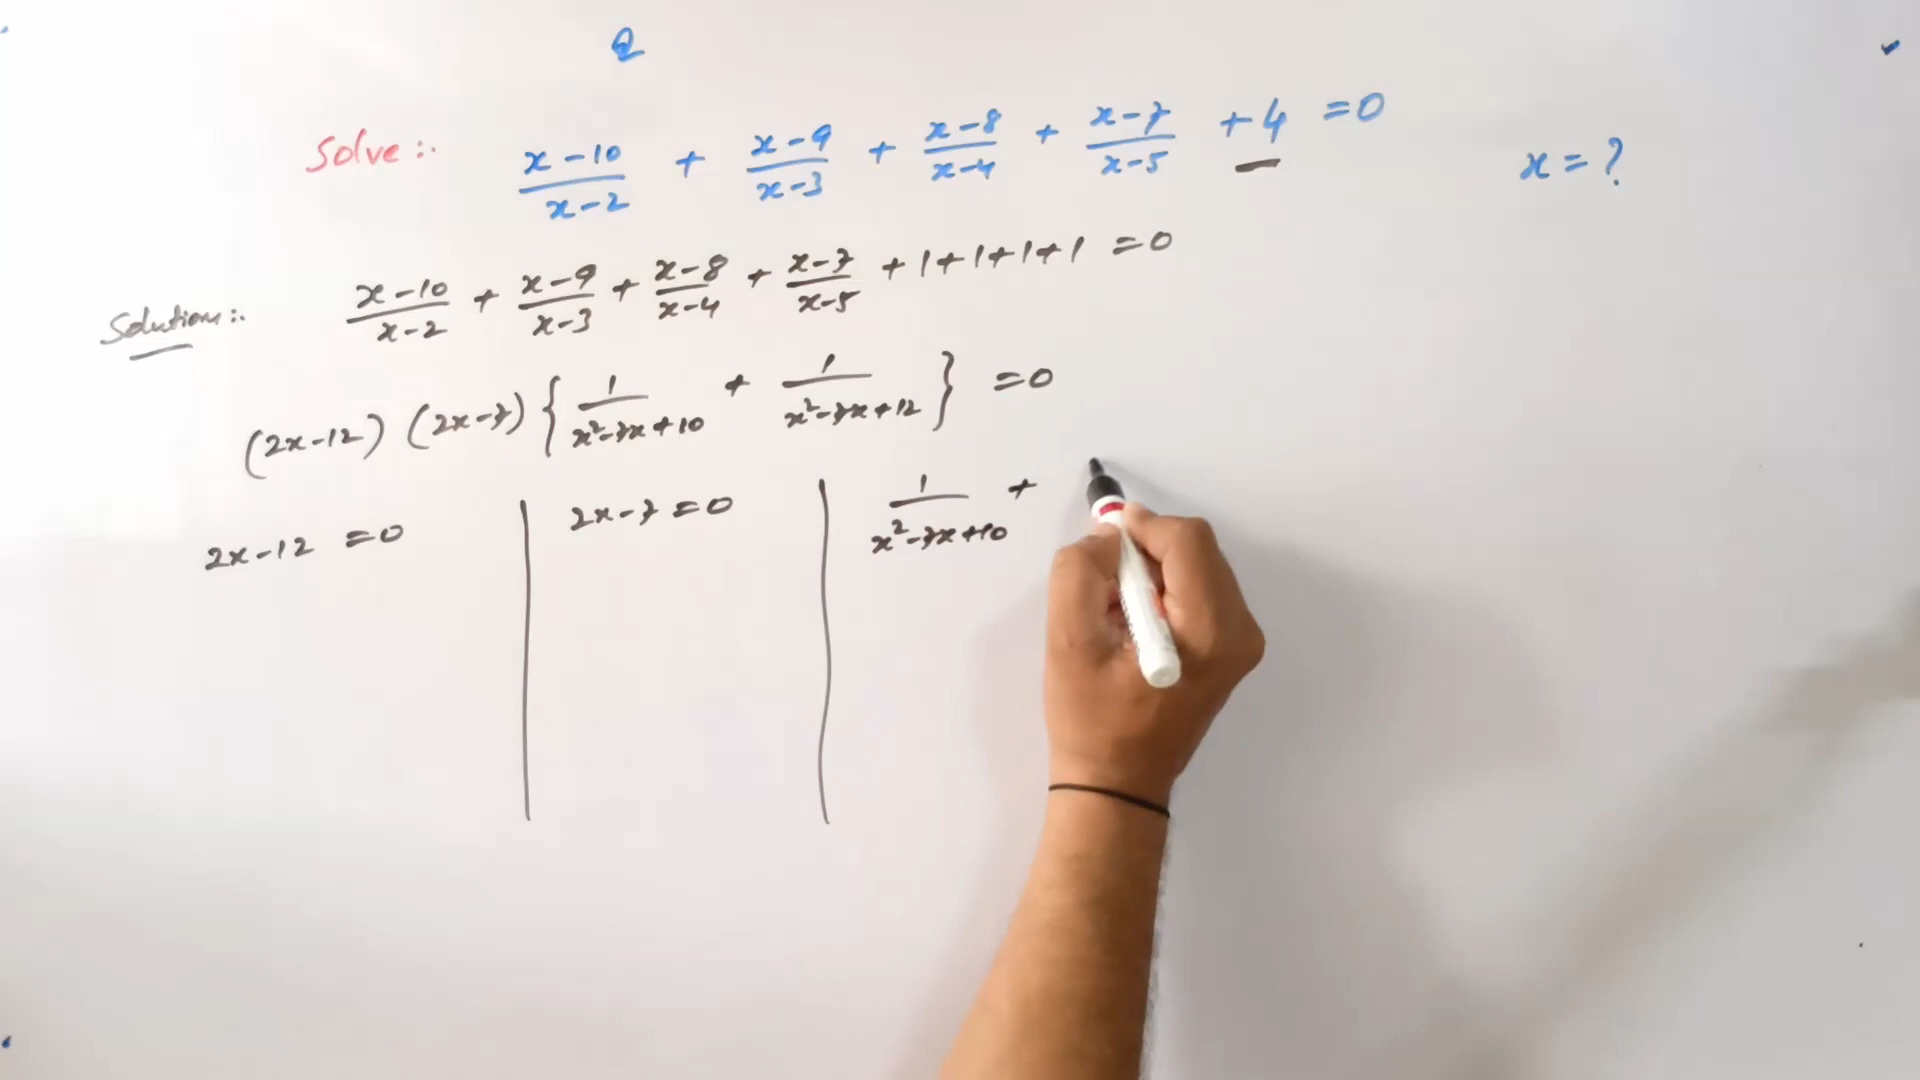 Q
Solve :. (x-10)/(x-2) + (x-9)/(x-3) + (x-8)/(x-4) + (x-7)/(x-5) + 4 = 0 x = ?
Solution :. (x-10)/(x-2) + (x-9)/(x-3) + (x-8)/(x-4) + (x-7)/(x-5) + 1+1+1+1 = 0
(2x-12) (2x-7) { 1/(x²-7x+10) + 1/(x²-7x+12) } = 0
2x-12 = 0 | 2x-7 = 0 | 1/(x²-7x+10) +